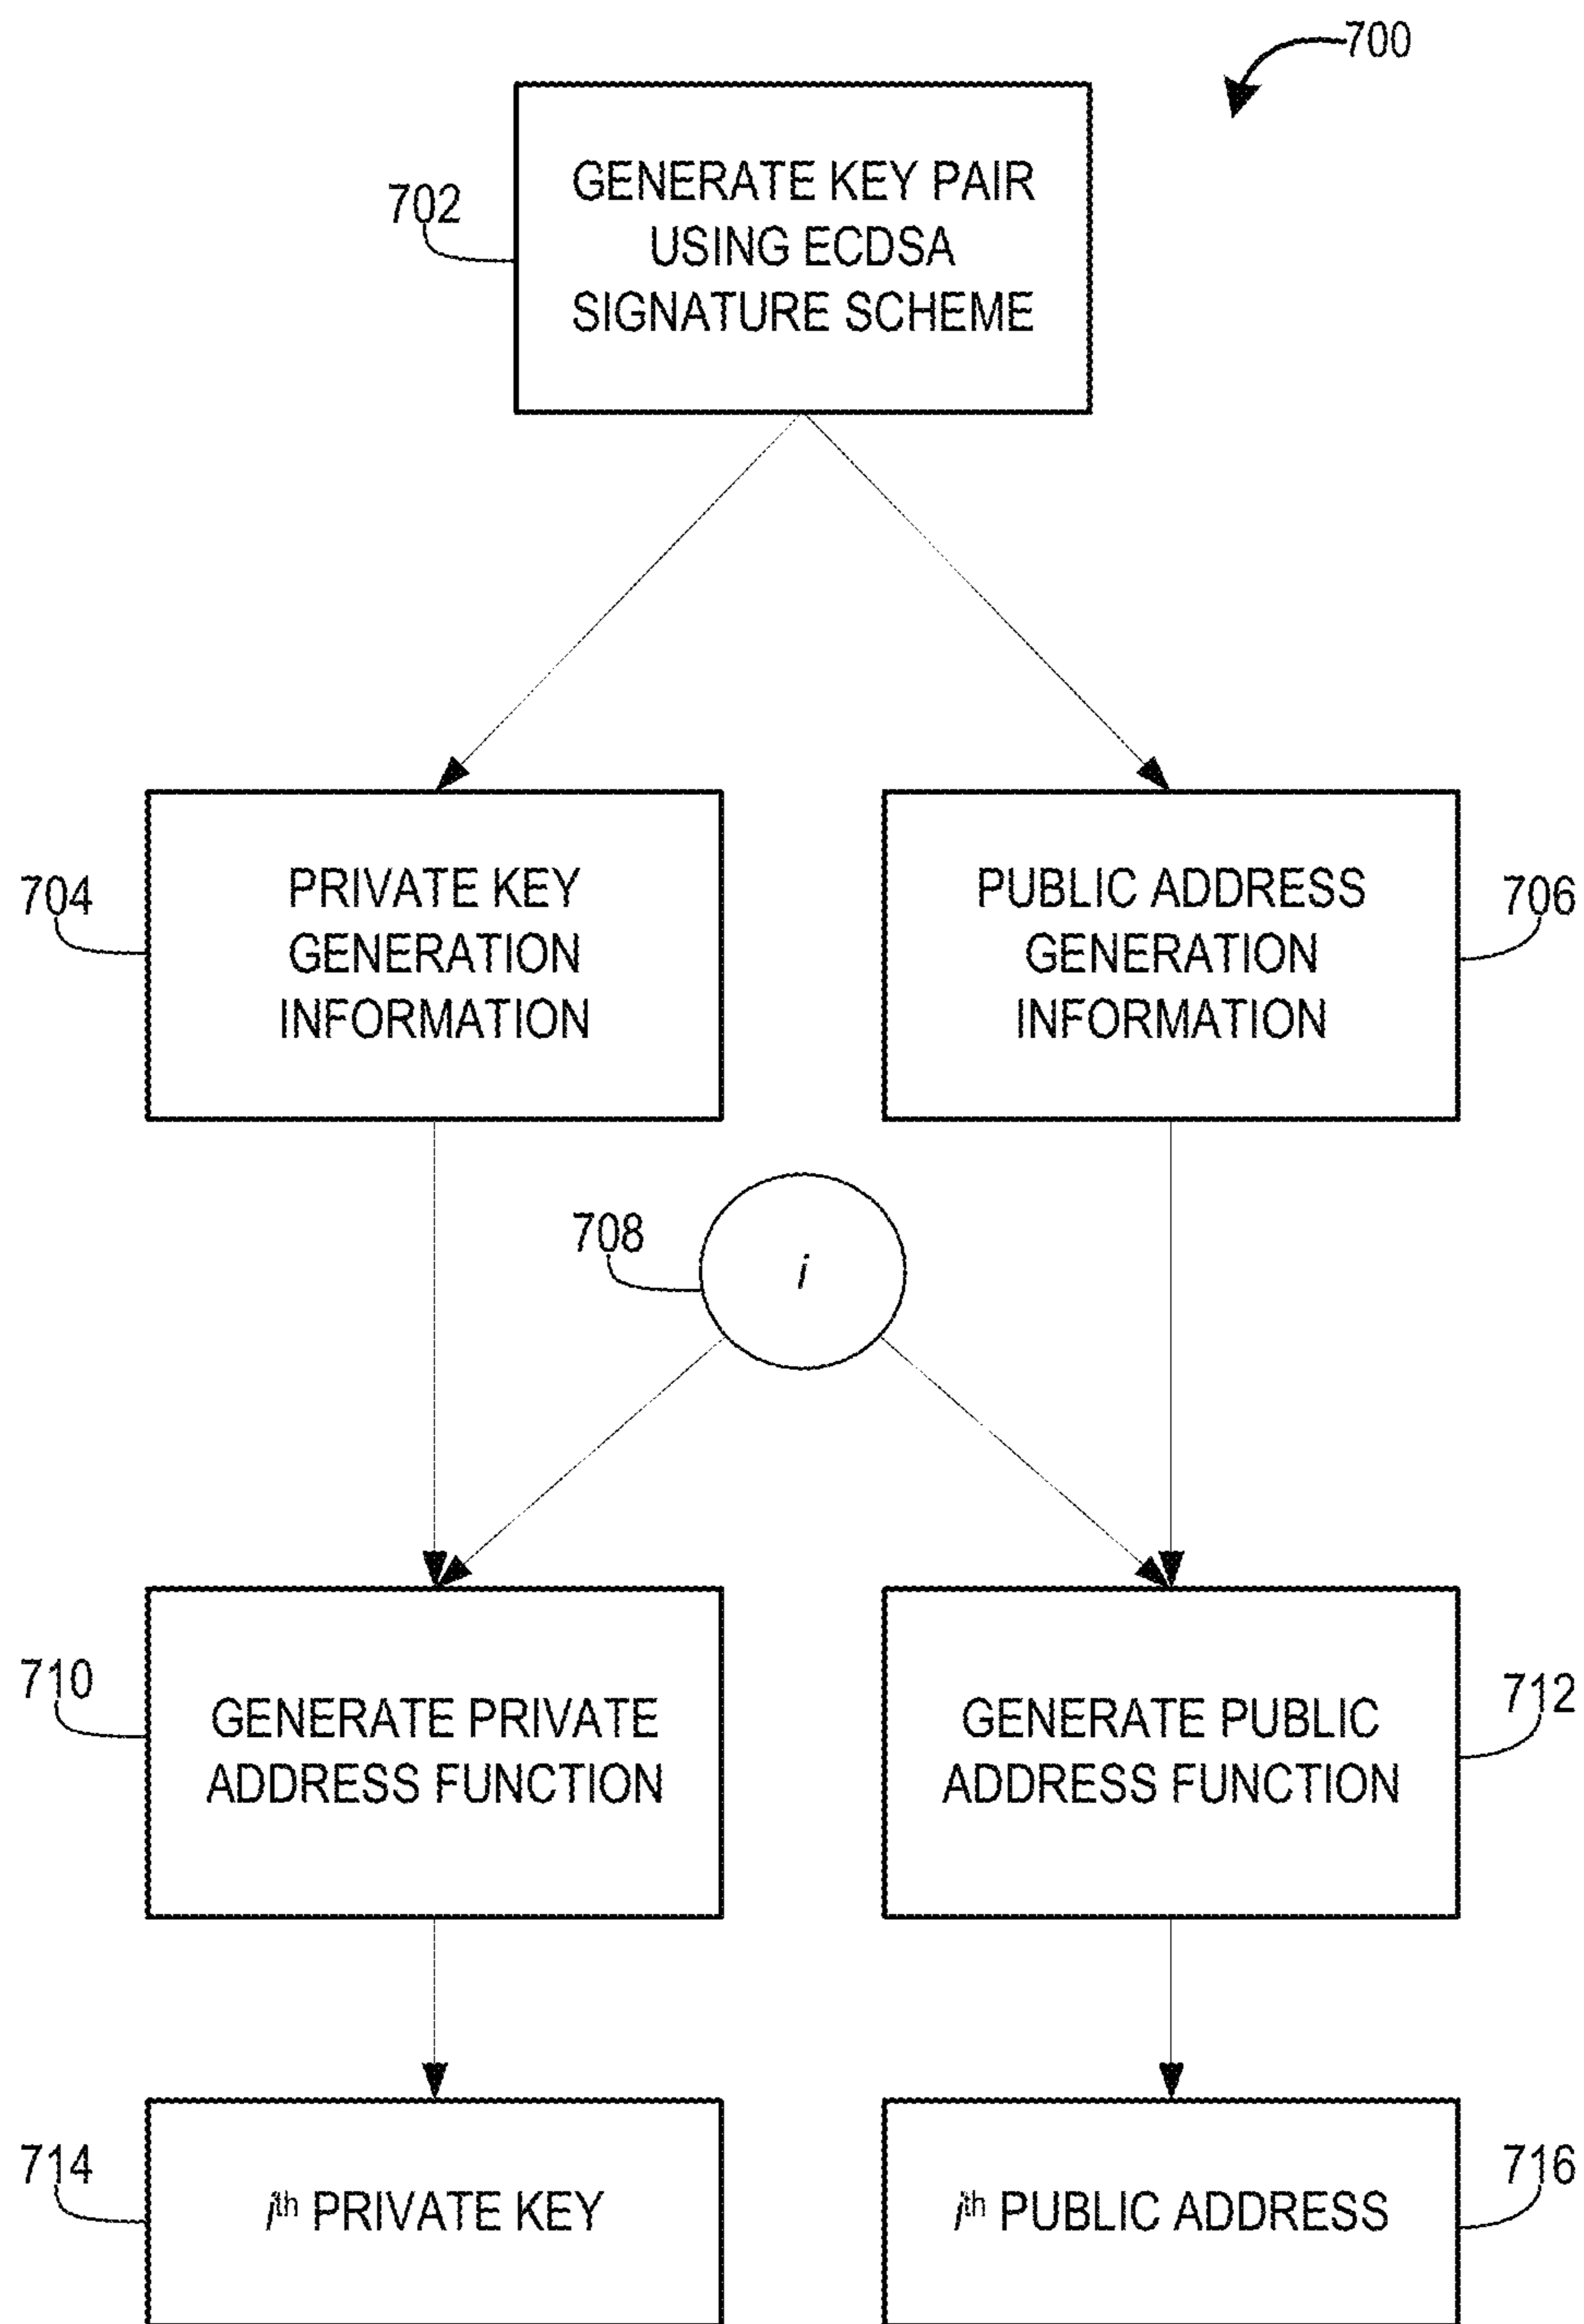 700
702
GENERATE KEY PAIR
USING ECDSA
SIGNATURE SCHEME
704
PRIVATE KEY
GENERATION
INFORMATION
PUBLIC ADDRESS
GENERATION
INFORMATION
706
708
i
710
GENERATE PRIVATE
ADDRESS FUNCTION
GENERATE PUBLIC
ADDRESS FUNCTION
712
714
ith PRIVATE KEY
ith PUBLIC ADDRESS
716